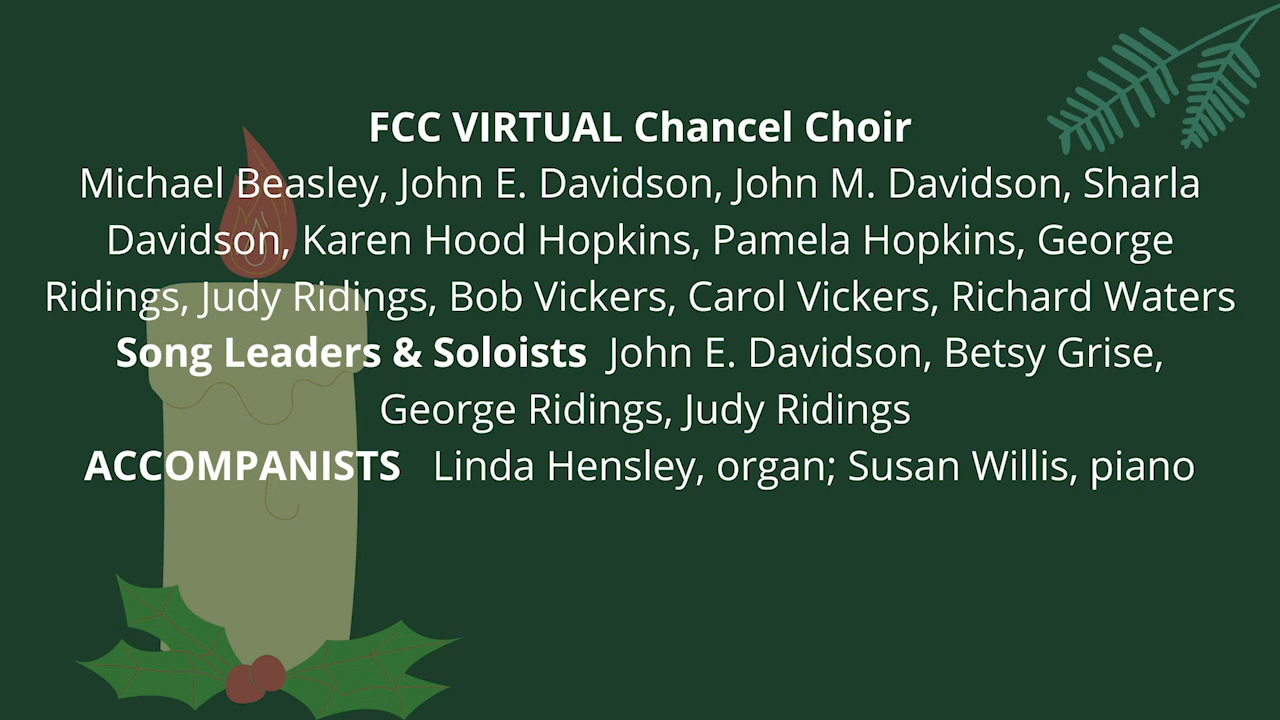 FCC VIRTUAL Chancel Choir
Michael Beasley, John E. Davidson, John M. Davidson, Sharla
Davidson, Karen Hood Hopkins, Pamela Hopkins, George
Ridings, Judy Ridings, Bob Vickers, Carol Vickers, Richard Waters
Song Leaders & Soloists John E. Davidson, Betsy Grise,
George Ridings, Judy Ridings
ACCOMPANISTS Linda Hensley, organ; Susan Willis, piano